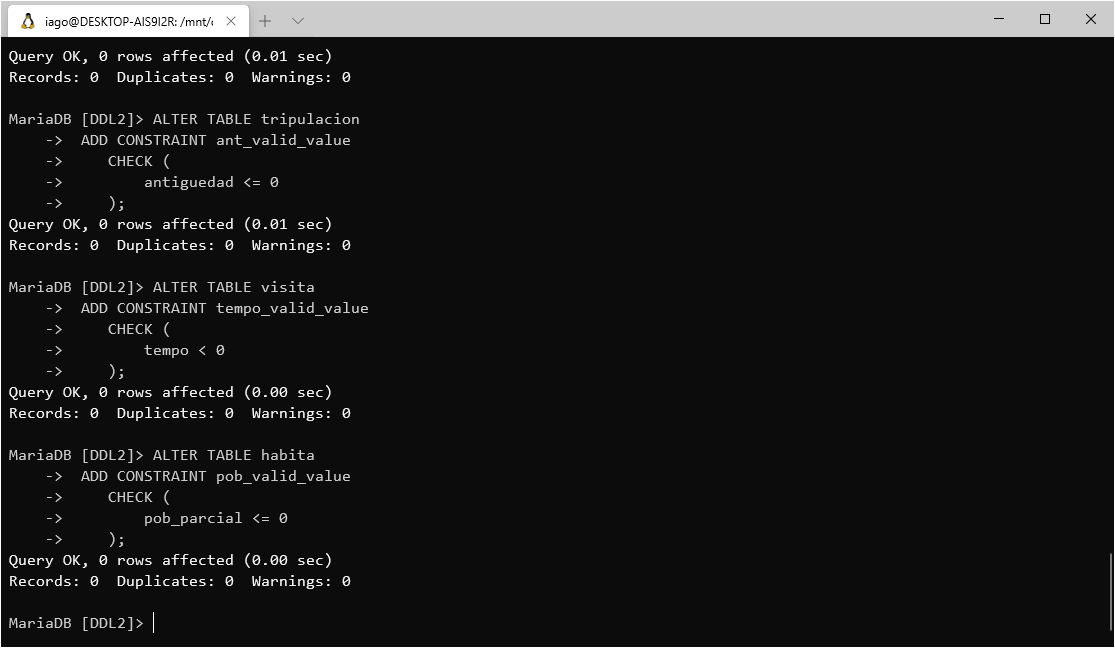 iago@DESKTOP-AIS9I2R: /mnt/c
Query OK, 0 rows affected (0.01 sec)
Records: 0  Duplicates: 0  Warnings: 0
MariaDB [DDL2]> ALTER TABLE tripulacion
    ->  ADD CONSTRAINT ant_valid_value
    ->     CHECK (
    ->         antiguedad <= 0
    ->     );
Query OK, 0 rows affected (0.01 sec)
Records: 0  Duplicates: 0  Warnings: 0
MariaDB [DDL2]> ALTER TABLE visita
    ->  ADD CONSTRAINT tempo_valid_value
    ->     CHECK (
    ->         tempo < 0
    ->     );
Query OK, 0 rows affected (0.00 sec)
Records: 0  Duplicates: 0  Warnings: 0
MariaDB [DDL2]> ALTER TABLE habita
    ->  ADD CONSTRAINT pob_valid_value
    ->     CHECK (
    ->         pob_parcial <= 0
    ->     );
Query OK, 0 rows affected (0.00 sec)
Records: 0  Duplicates: 0  Warnings: 0
MariaDB [DDL2]>